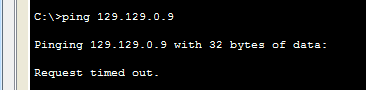 C:\>ping 129.129.0.9
Pinging 129.129.0.9 with 32 bytes of data:
Request timed out.